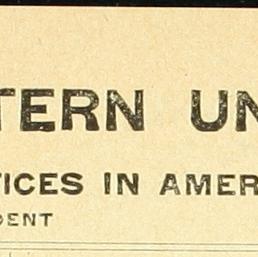 TERN UN
FICES IN AMER
DENT